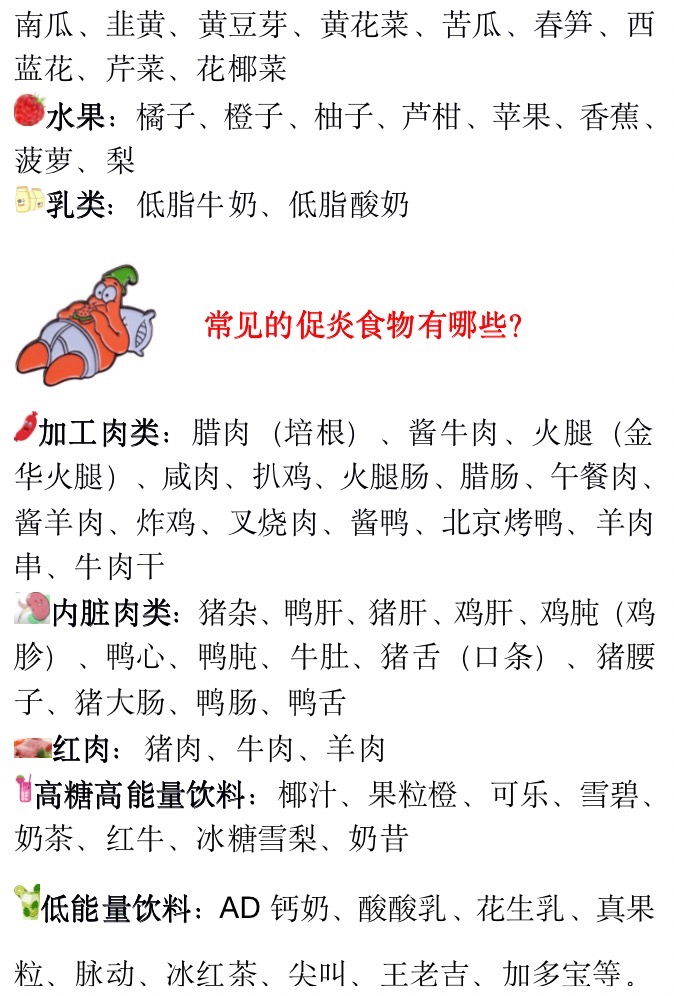 南瓜、韭黄、黄豆芽、黄花菜、苦瓜、春笋、西
蓝花、芹菜、花椰菜
水果：橘子、橙子、柚子、芦柑、苹果、香蕉、
菠萝、梨
乳类：低脂牛奶、低脂酸奶
常见的促炎食物有哪些？
加工肉类：腊肉（培根）、酱牛肉、火腿（金
华火腿）、咸肉、扒鸡、火腿肠、腊肠、午餐肉、
酱羊肉、炸鸡、叉烧肉、酱鸭、北京烤鸭、羊肉
串、牛肉干
内脏肉类：猪杂、鸭肝、猪肝、鸡肝、鸡肫（鸡
胗）、鸭心、鸭肫、牛肚、猪舌（口条）、猪腰
子、猪大肠、鸭肠、鸭舌
红肉：猪肉、牛肉、羊肉
高糖高能量饮料：椰汁、果粒橙、可乐、雪碧、
奶茶、红牛、冰糖雪梨、奶昔
低能量饮料：AD 钙奶、酸酸乳、花生乳、真果
粒、脉动、冰红茶、尖叫、王老吉、加多宝等。